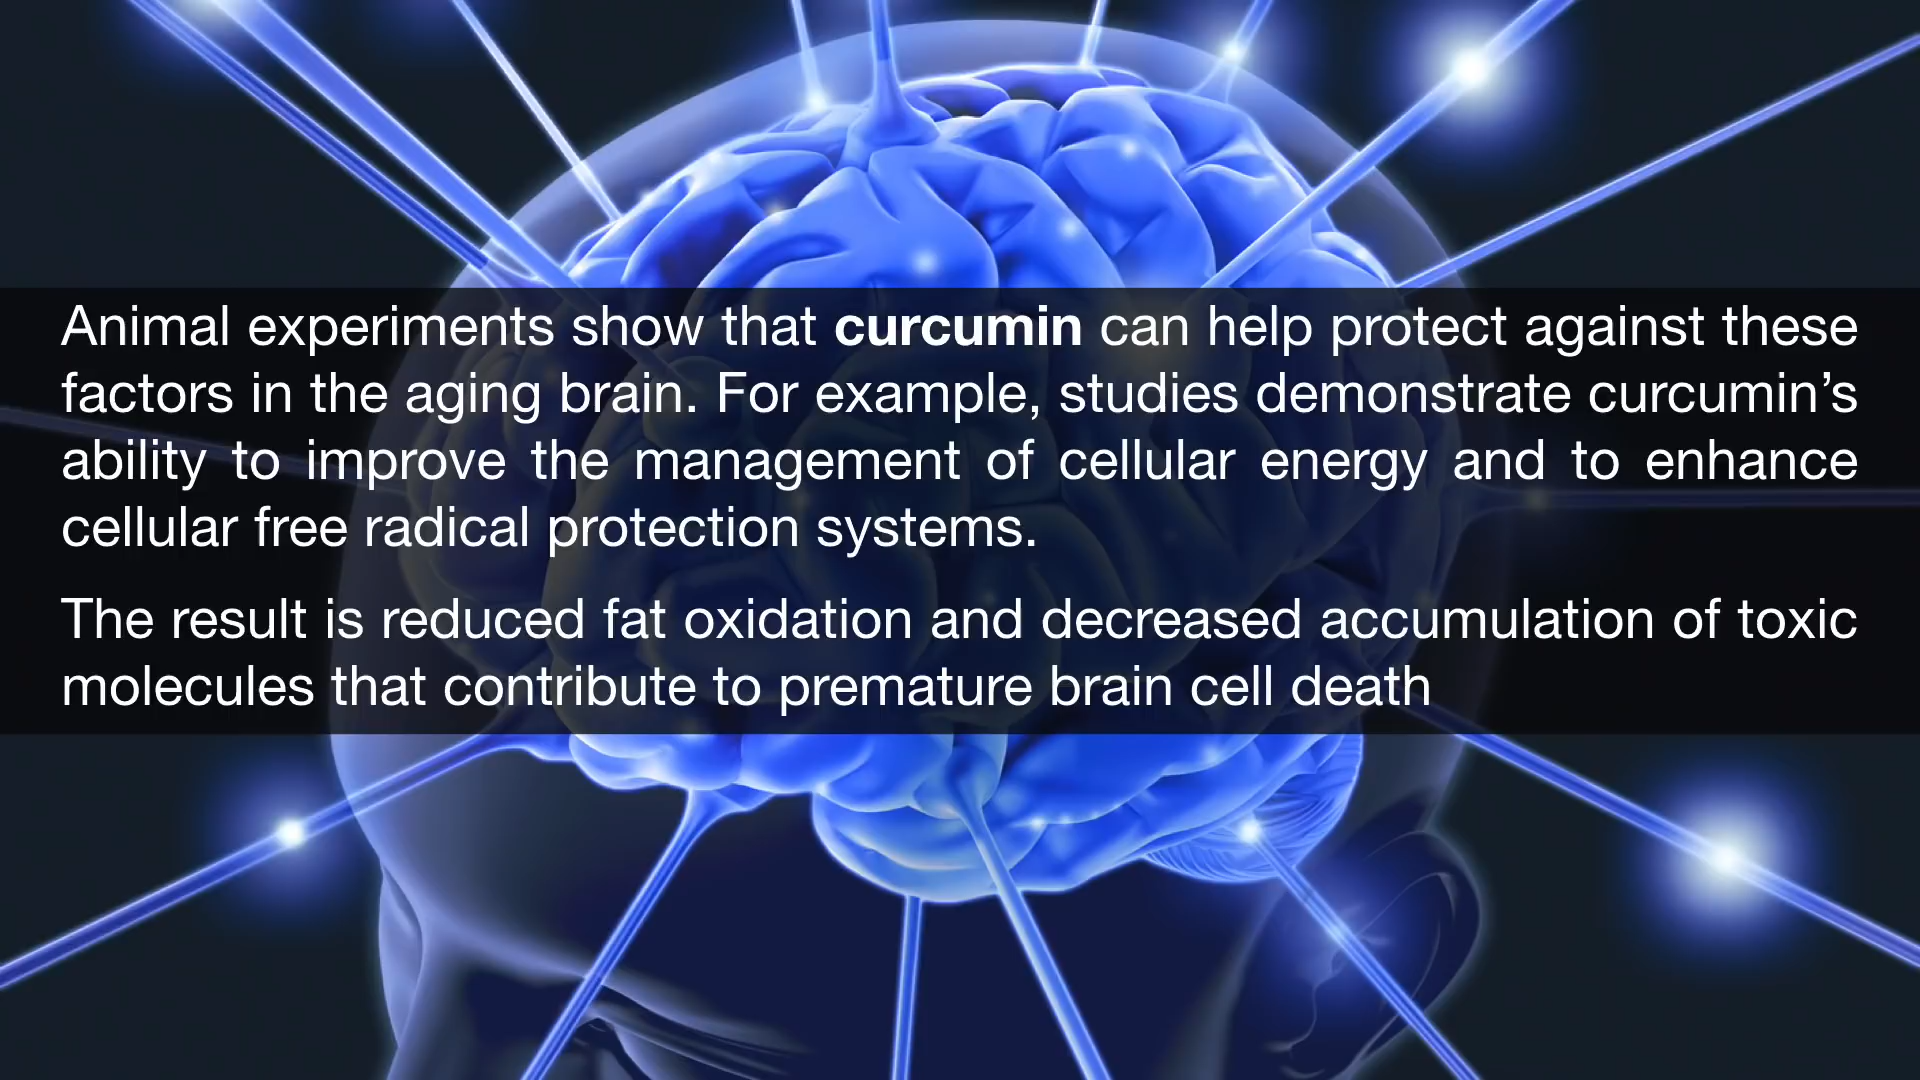 Animal experiments show that curcumin can help protect against these
factors in the aging brain. For example, studies demonstrate curcumin’s
ability to improve the management of cellular energy and to enhance
cellular free radical protection systems.
The result is reduced fat oxidation and decreased accumulation of toxic
molecules that contribute to premature brain cell death